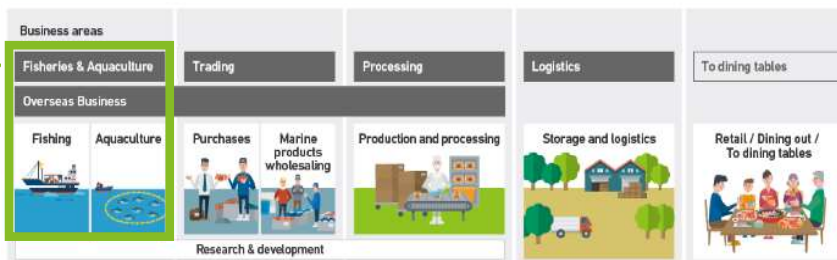 Business areas
Fisheries & Aquaculture
Trading
Processing
Logistics
To dining tables
Overseas Business
Fishing
Aquaculture
Purchases
Marine
products
wholesaling
Production and processing
Storage and logistics
Retail / Dining out /
To dining tables
Research & development